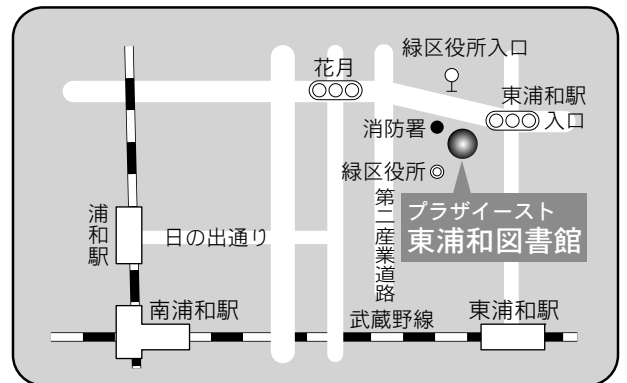 緑区役所入口
花月
東浦和駅
入口
消防署
緑区役所
第二産業道路
プラザイースト
東浦和図書館
浦和駅
日の出通り
南浦和駅
武蔵野線
東浦和駅